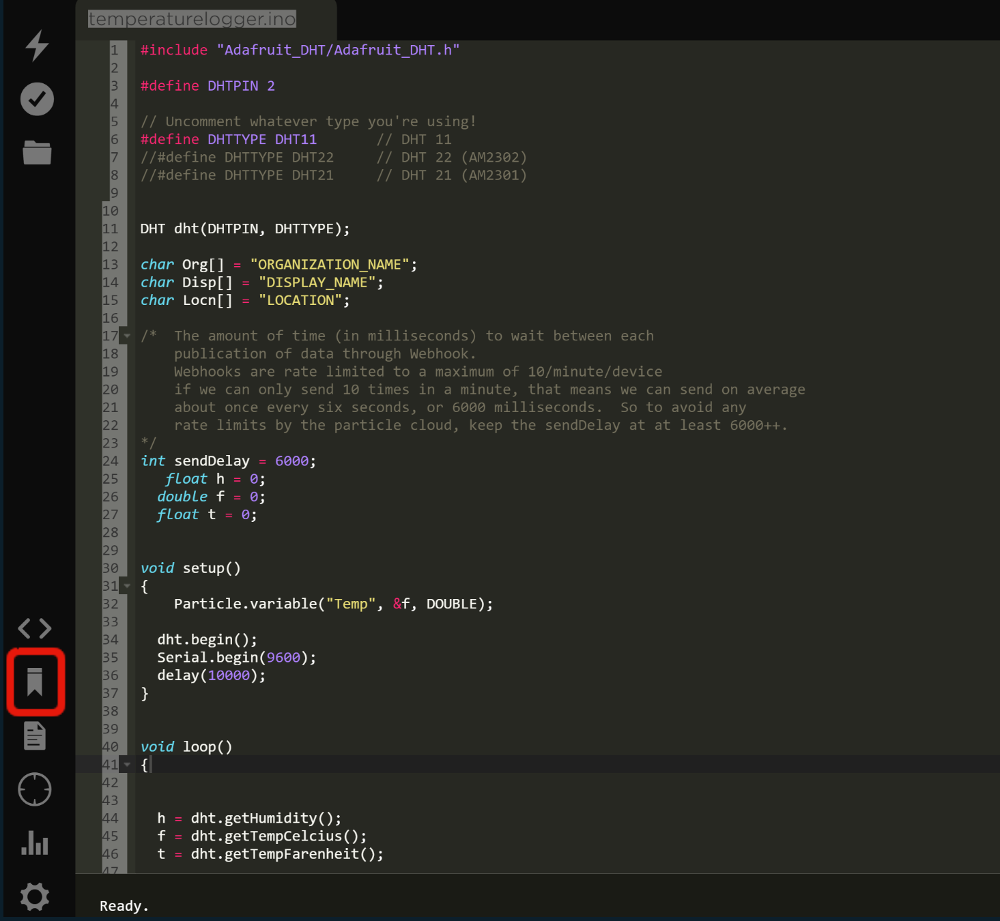 temperaturelogger.ino
1 #include "Adafruit_DHT/Adafruit_DHT.h"
2
3 #define DHTPIN 2
4
5 // Uncomment whatever type you're using!
6 #define DHTTYPE DHT11 // DHT 11
7 //#define DHTTYPE DHT22 // DHT 22 (AM2302)
8 //#define DHTTYPE DHT21 // DHT 21 (AM2301)
9
10
11 DHT dht(DHTPIN, DHTTYPE);
12
13 char Org[] = "ORGANIZATION_NAME";
14 char Disp[] = "DISPLAY_NAME";
15 char Locn[] = "LOCATION";
16
17 /* The amount of time (in milliseconds) to wait between each
18 publication of data through Webhook.
19 Webhooks are rate limited to a maximum of 10/minute/device
20 if we can only send 10 times in a minute, that means we can send on average
21 about once every six seconds, or 6000 milliseconds. So to avoid any
22 rate limits by the particle cloud, keep the sendDelay at at least 6000++.
23 */
24 int sendDelay = 6000;
25 float h = 0;
26 double f = 0;
27 float t = 0;
28
29
30 void setup()
31 {
32 Particle.variable("Temp", &f, DOUBLE);
33
34 dht.begin();
35 Serial.begin(9600);
36 delay(10000);
37 }
38
39
40 void loop()
41 {
42
43
44 h = dht.getHumidity();
45 f = dht.getTempCelcius();
46 t = dht.getTempFarenheit();
47
Ready.